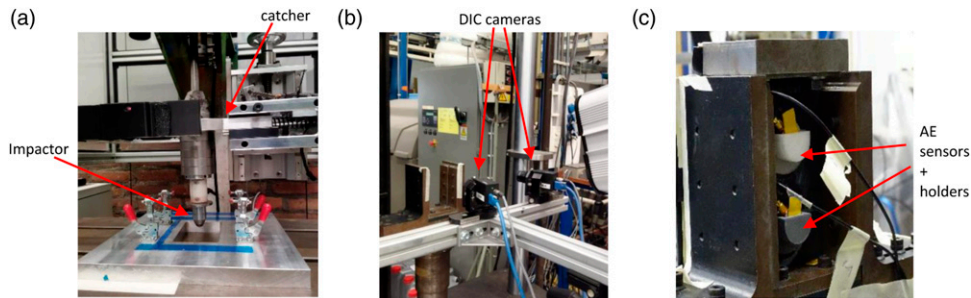 (a)
catcher
Impactor
(b)
DIC cameras
(c)
AE
sensors
+
holders